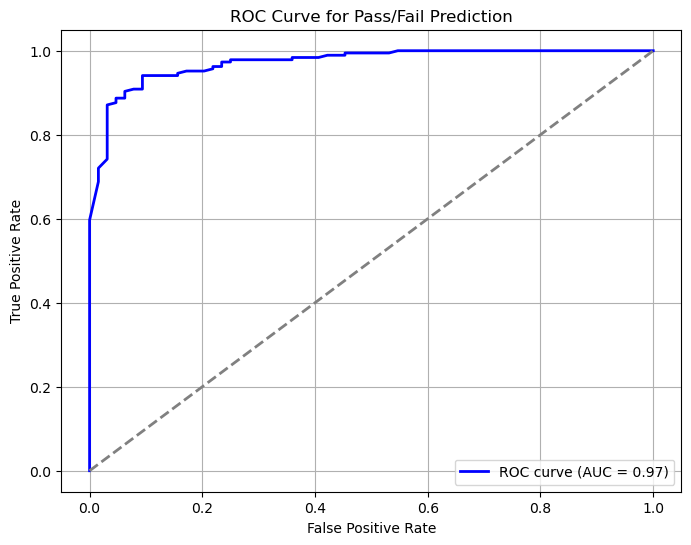 ROC Curve for Pass/Fail Prediction
1.0
0.8
0.6
0.4
0.2
0.0
True Positive Rate
ROC curve (AUC = 0.97)
0.0 0.2 0.4 0.6 0.8 1.0
False Positive Rate